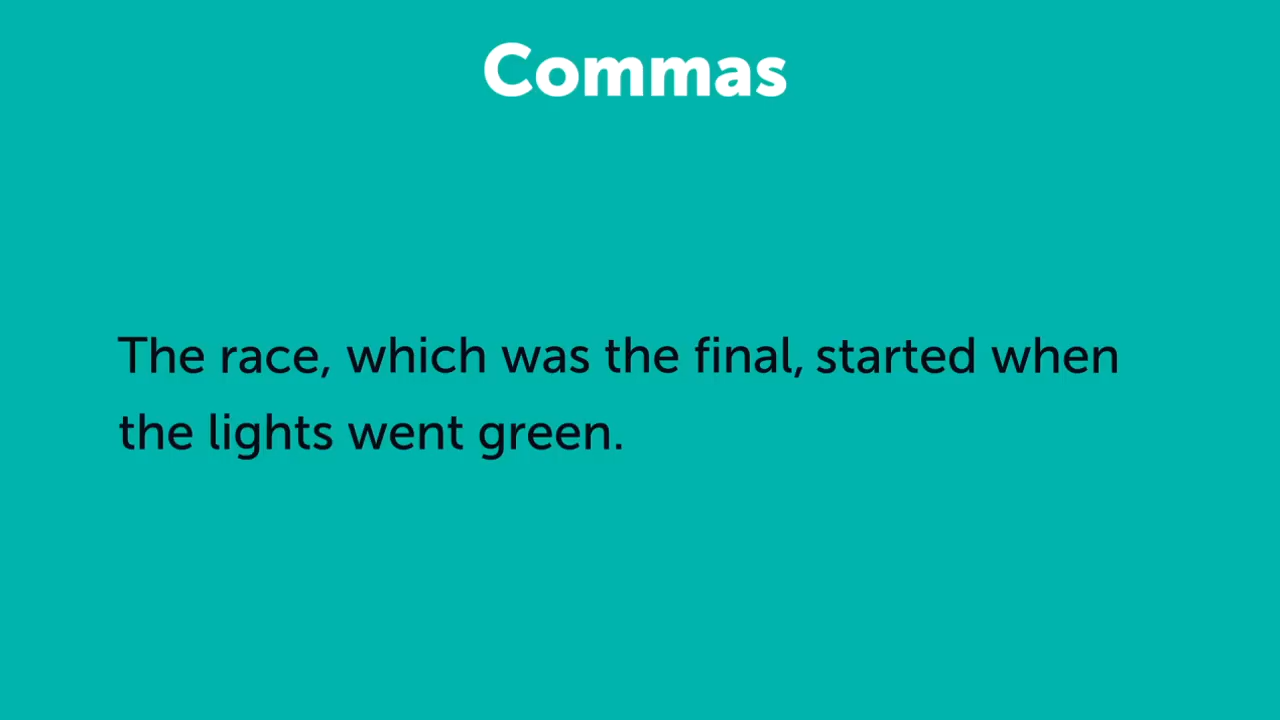 Commas
The race, which was the final, started when
the lights went green.